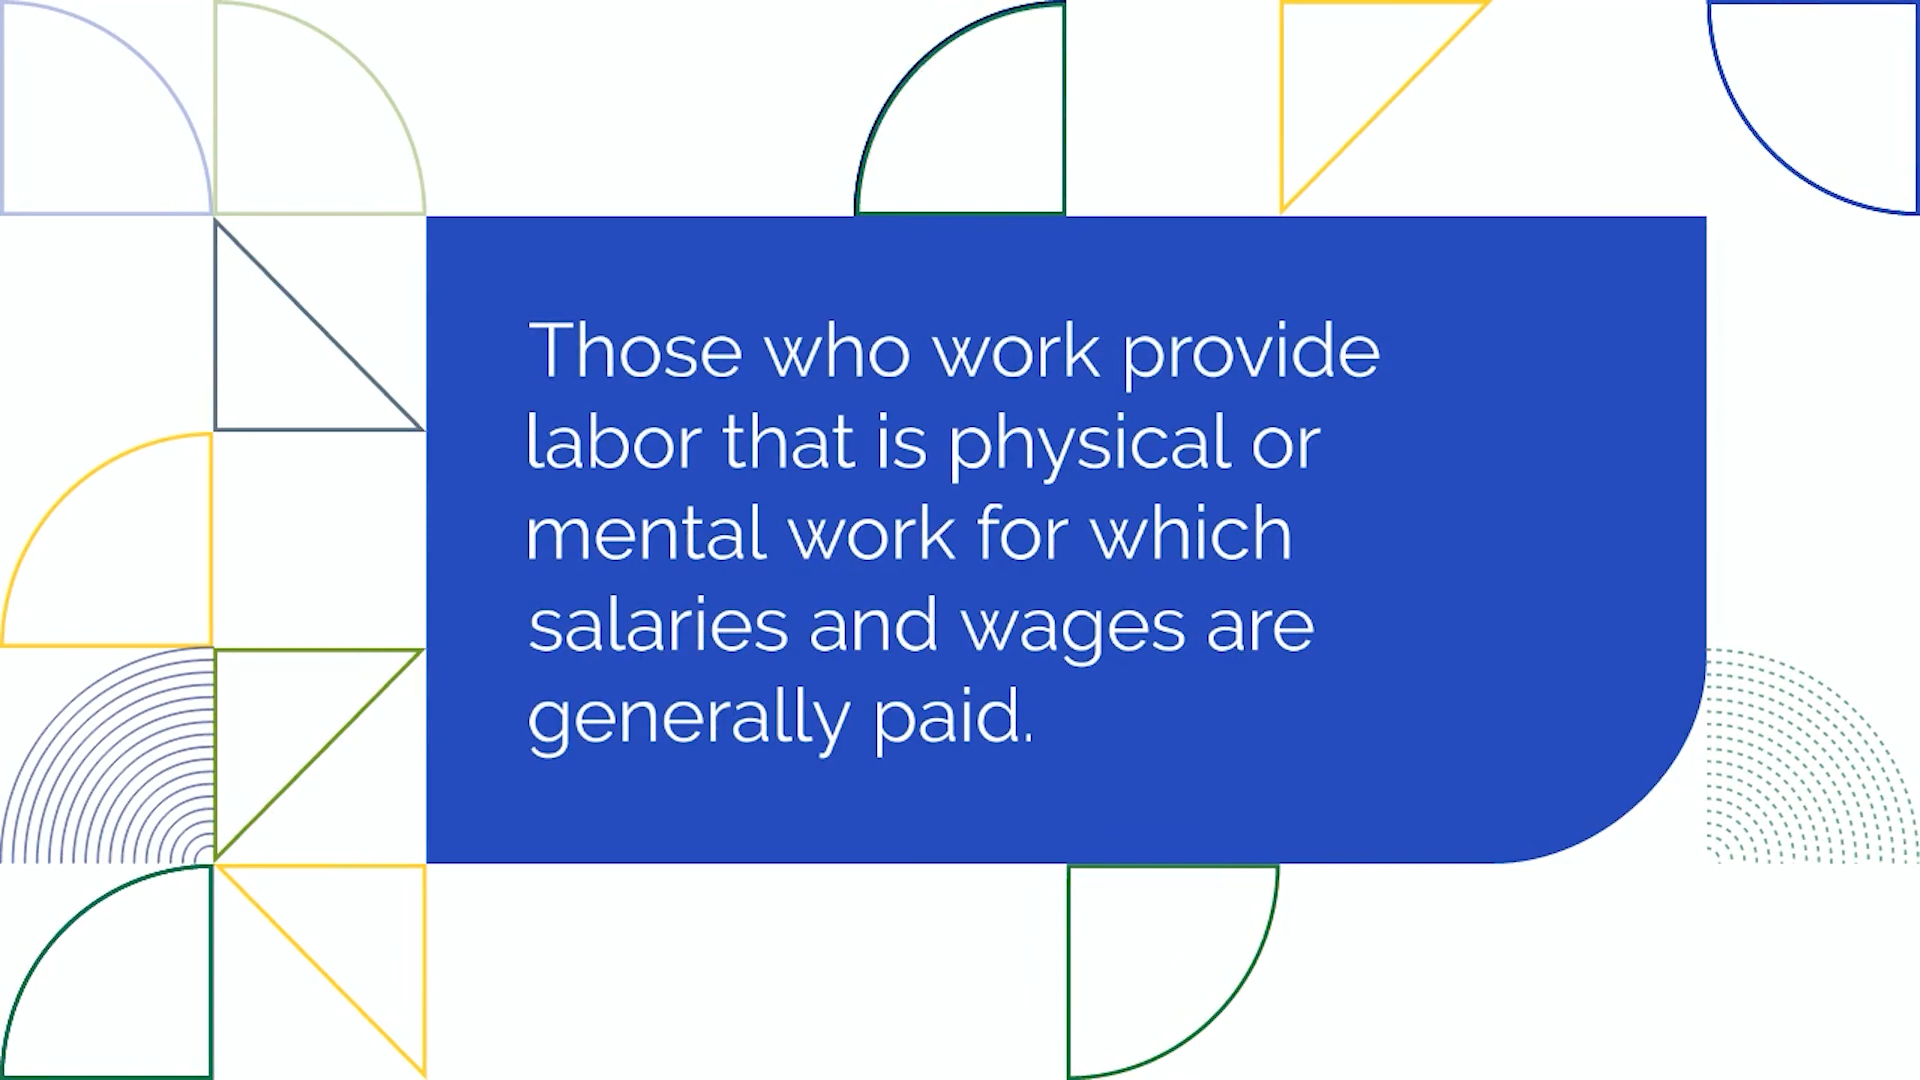 Those who work provide
labor that is physical or
mental work for which
salaries and wages are
generally paid.